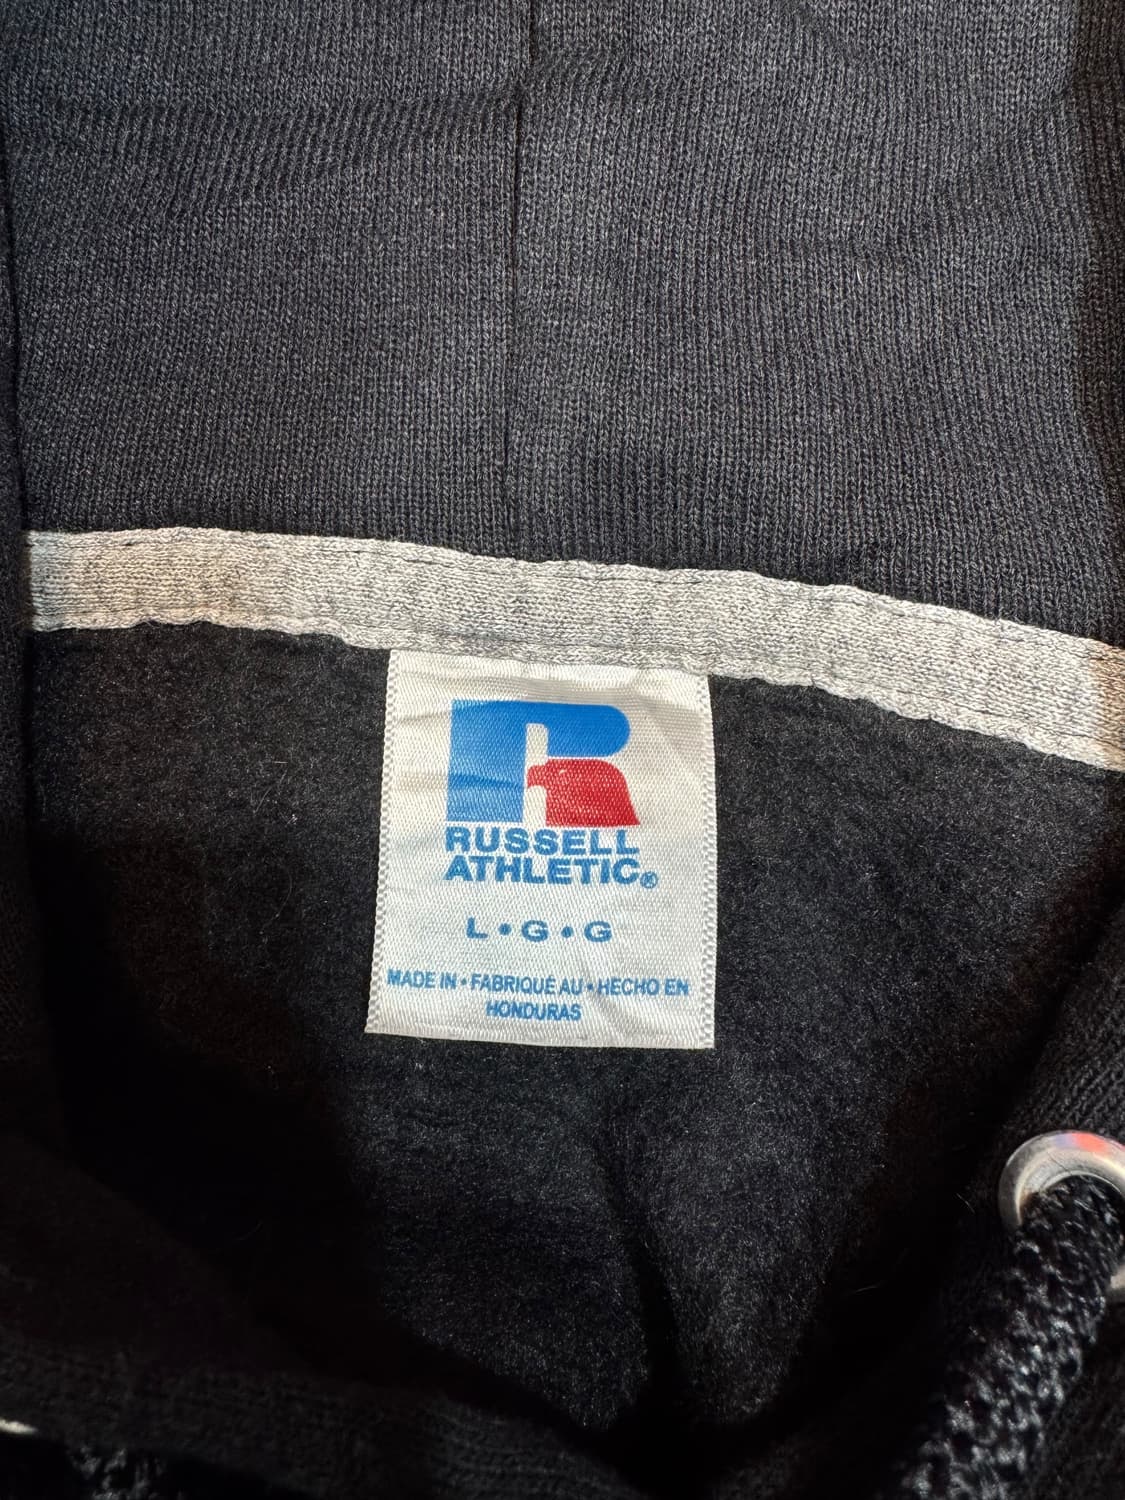 RUSSELL
ATHLETIC®
L • G • G
MADE IN • FABRIQUÉ AU • HECHO EN
HONDURAS